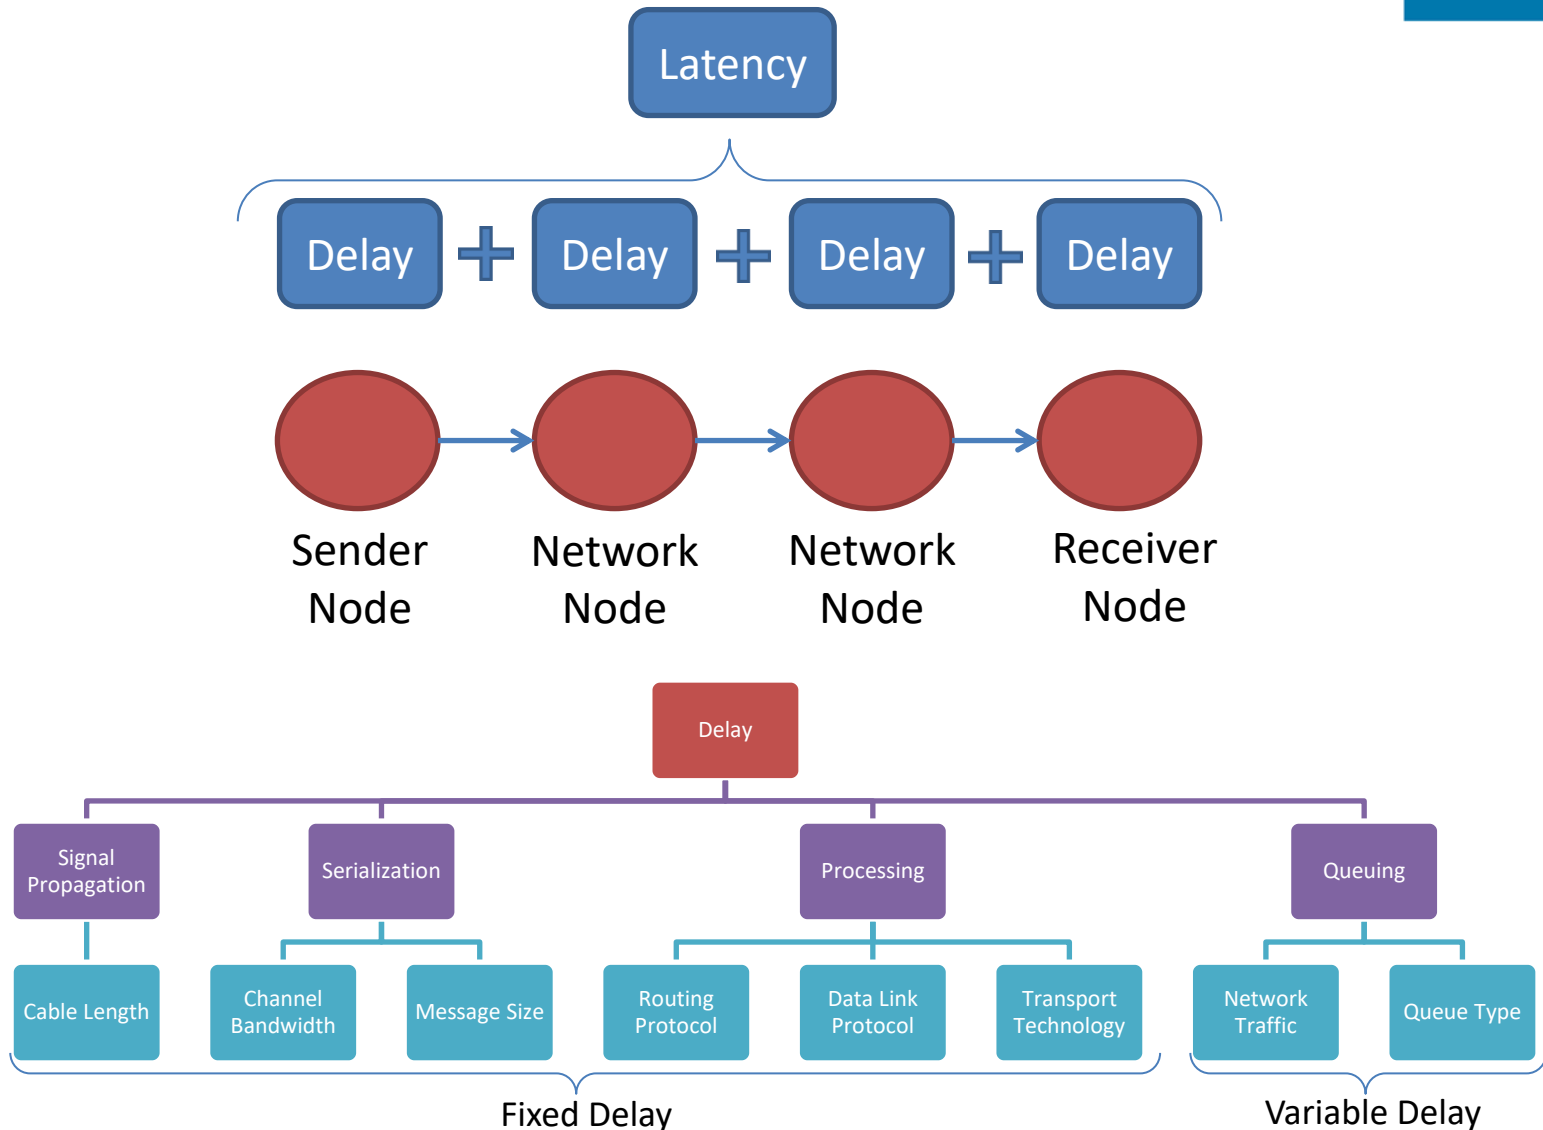 Latency
Delay + Delay + Delay + Delay
Sender Node
Network Node
Network Node
Receiver Node
Delay
Signal Propagation
Serialization
Processing
Queuing
Cable Length
Channel Bandwidth
Message Size
Routing Protocol
Data Link Protocol
Transport Technology
Network Traffic
Queue Type
Fixed Delay
Variable Delay